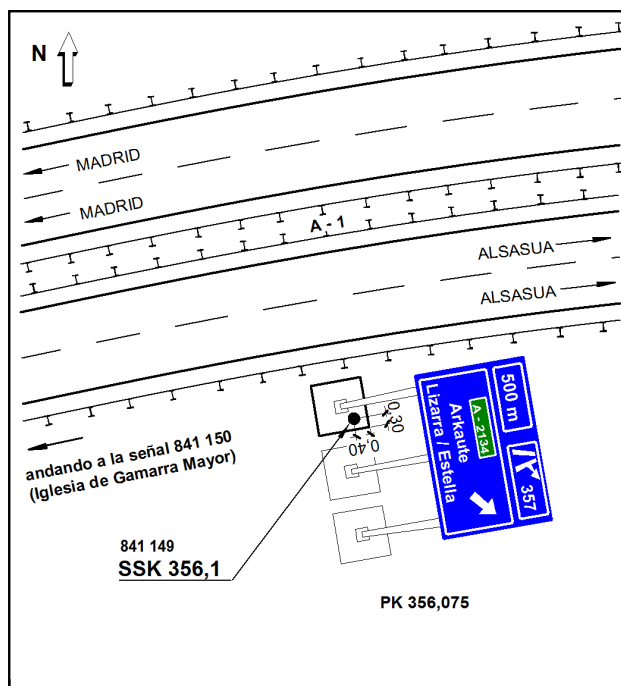 N
MADRID
MADRID
A - 1
ALSASUA
ALSASUA
500 m
357
A - 2134
Arkaute
Lizarra / Estella
0,30
0,40
andando a la señal 841 150
(Iglesia de Gamarra Mayor)
841 149
SSK 356,1
PK 356,075